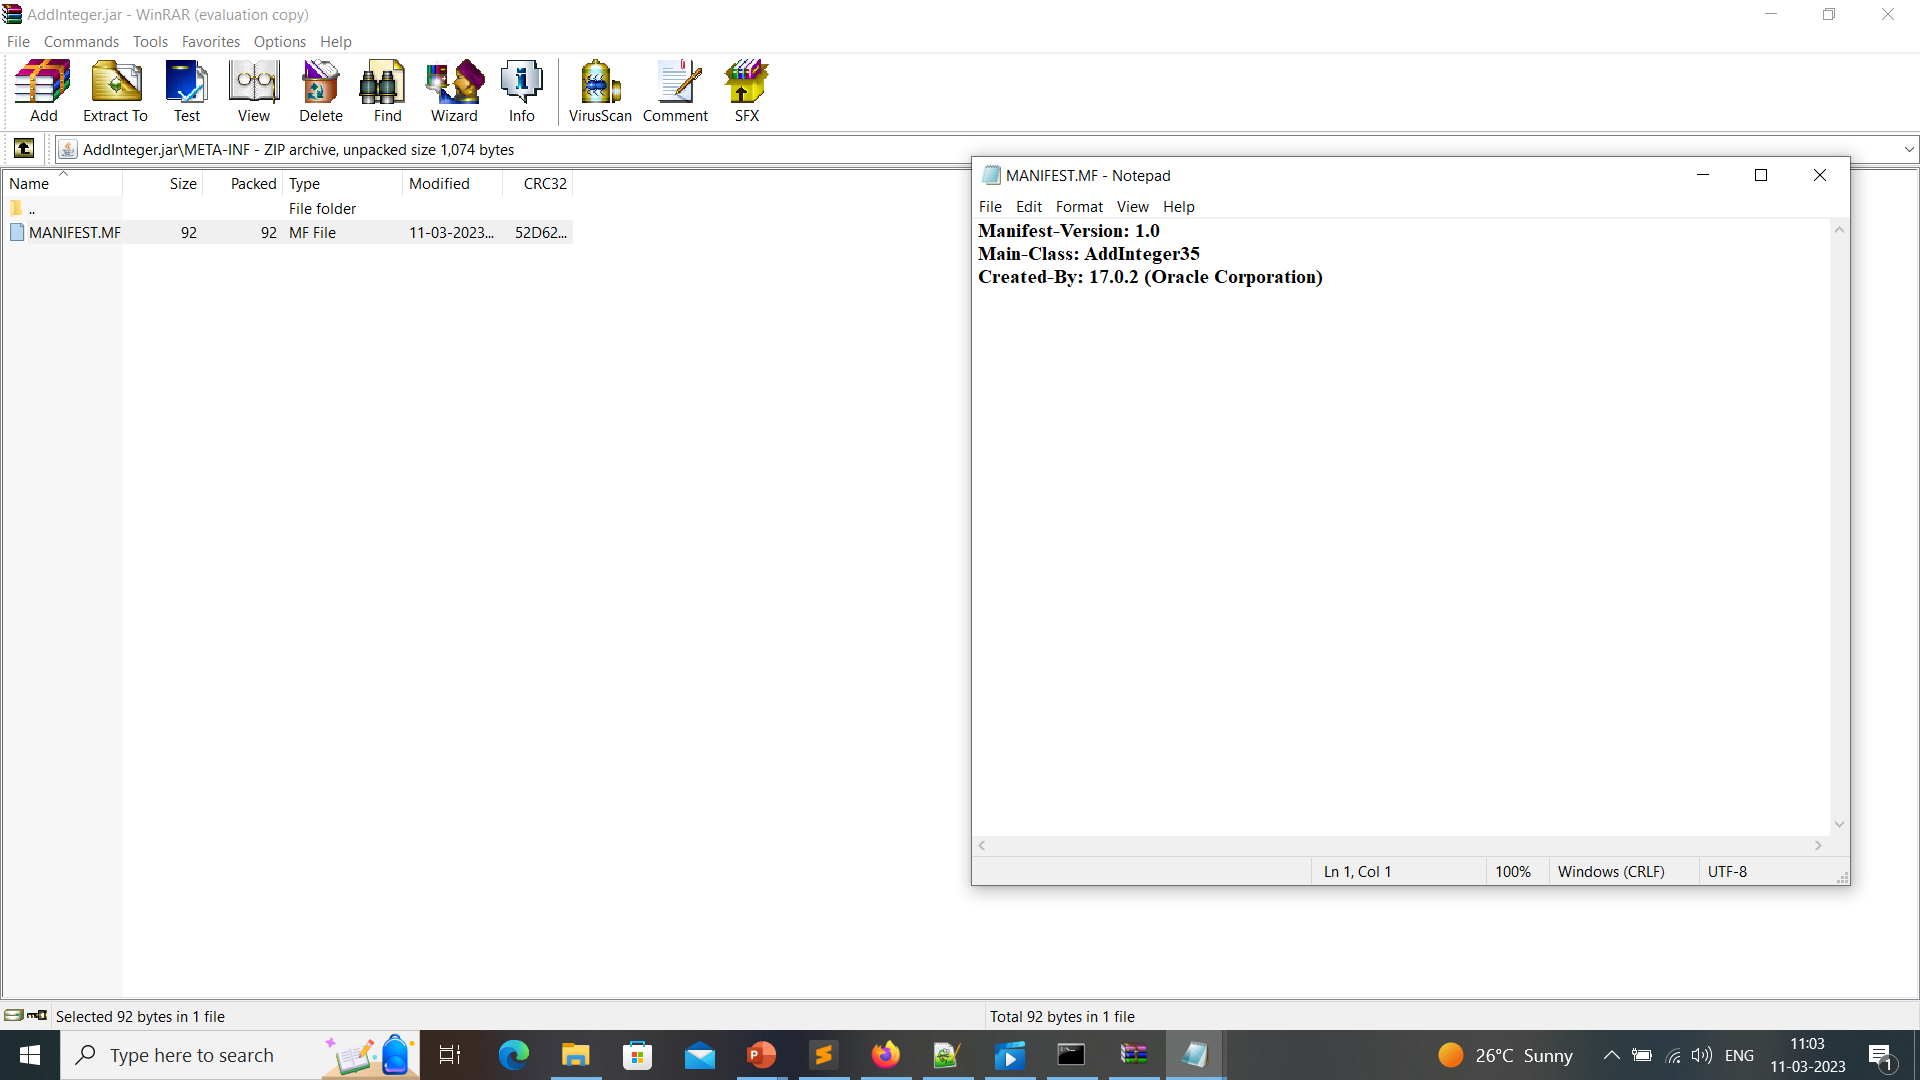 AddInteger.jar - WinRAR (evaluation copy)
File Commands Tools Favorites Options Help
Add Extract To Test View Delete Find Wizard Info VirusScan Comment SFX
AddInteger.jar\META-INF - ZIP archive, unpacked size 1,074 bytes
Name Size Packed Type Modified CRC32
.. File folder
MANIFEST.MF 92 92 MF File 11-03-2023... 52D62...
MANIFEST.MF - Notepad
File Edit Format View Help
Manifest-Version: 1.0
Main-Class: AddInteger35
Created-By: 17.0.2 (Oracle Corporation)
Ln 1, Col 1 100% Windows (CRLF) UTF-8
Selected 92 bytes in 1 file Total 92 bytes in 1 file
Type here to search
26°C Sunny ENG
11:03
11-03-2023
1